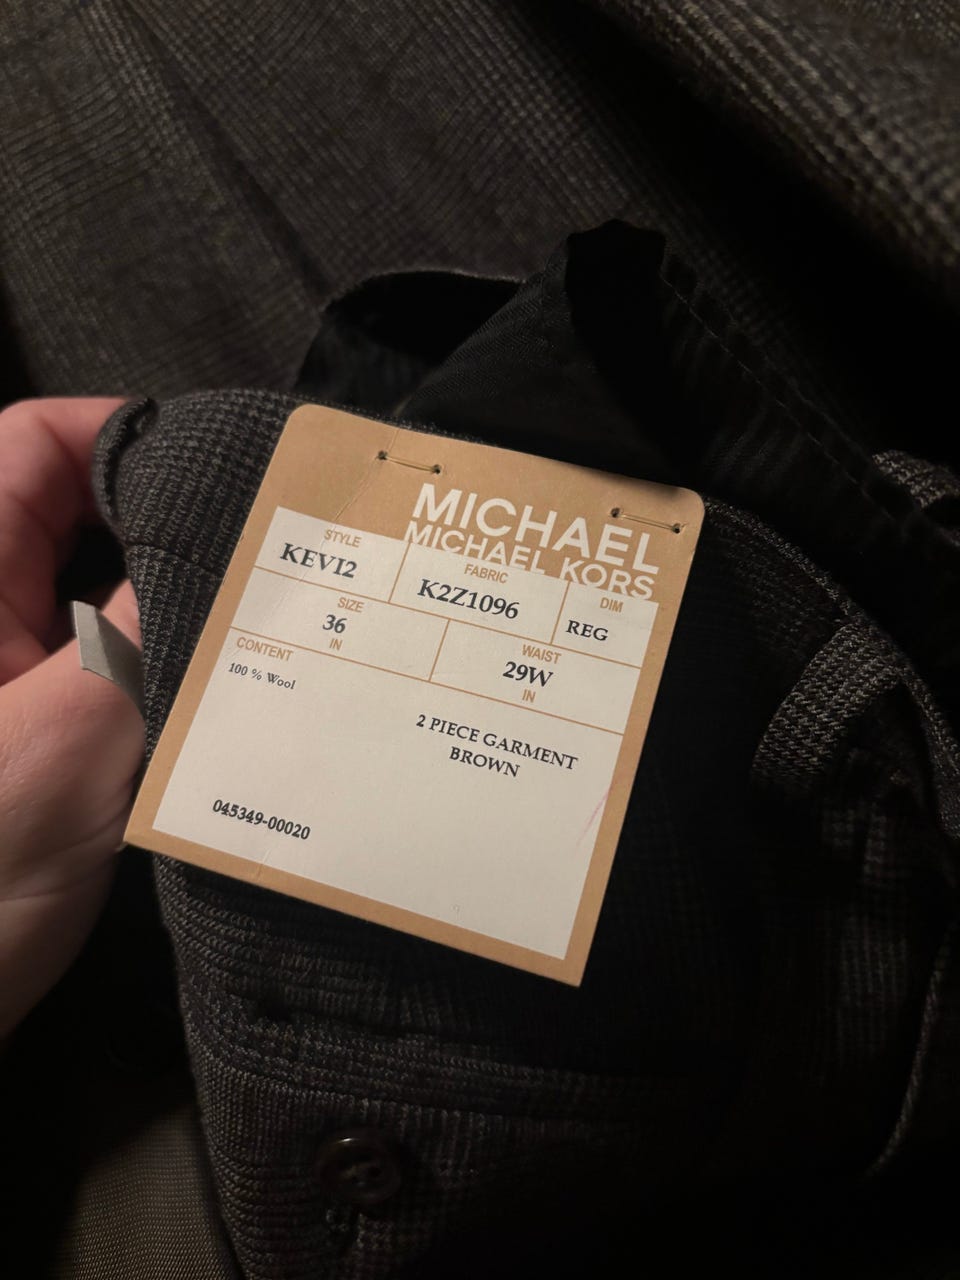 MICHAEL
MICHAEL KORS
STYLE
KEVI2
FABRIC
K2Z1096
DIM
REG
SIZE
36
IN
WAIST
29W
IN
CONTENT
100 % Wool
2 PIECE GARMENT
BROWN
045349-00020